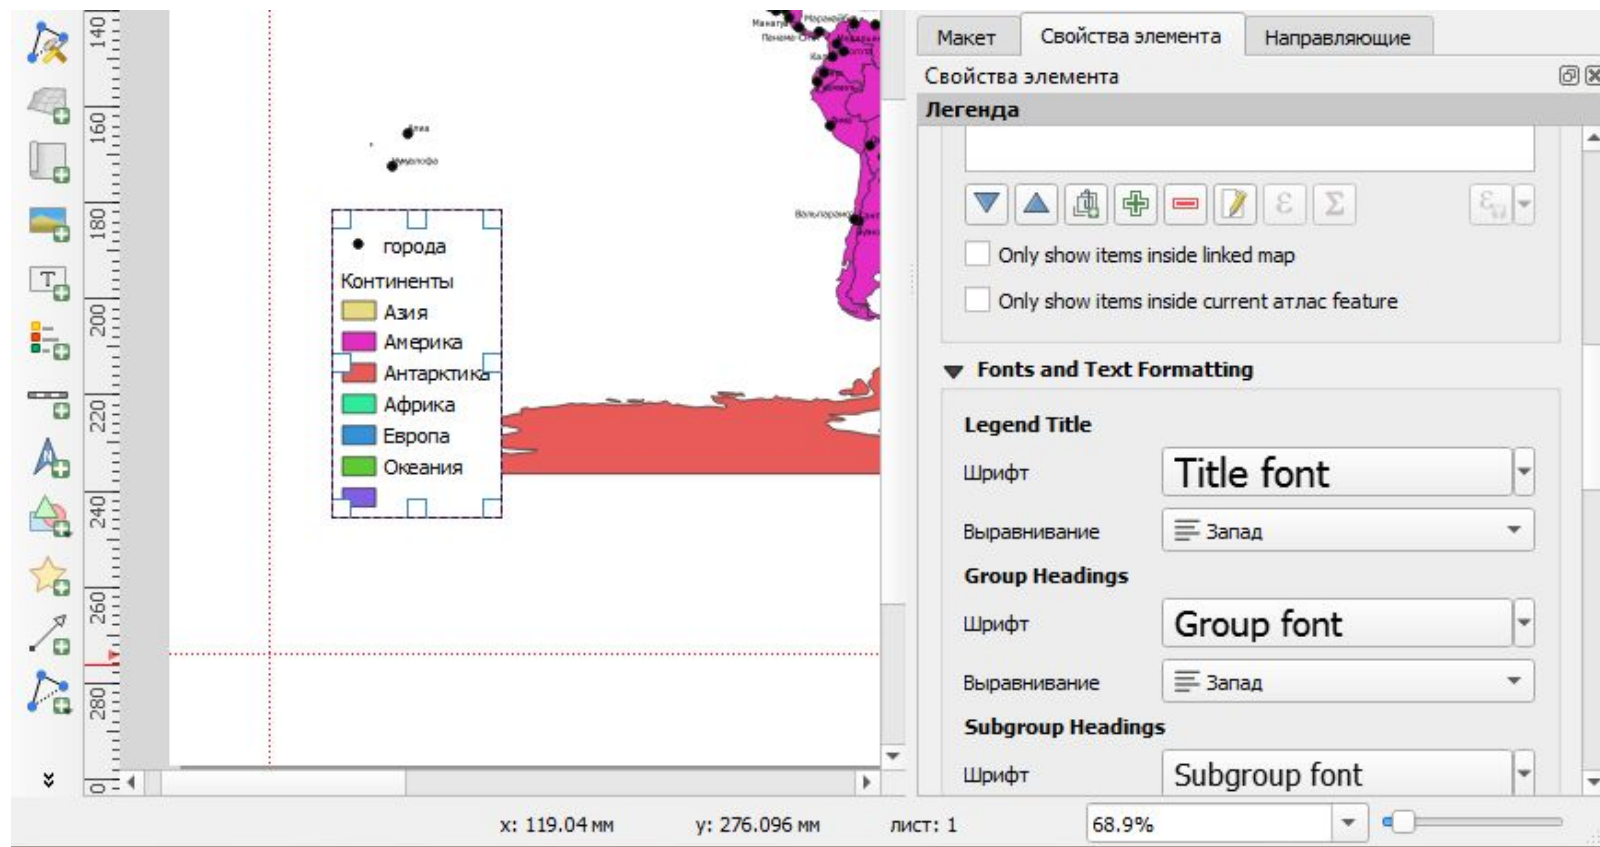 Макет
Свойства элемента
Направляющие
Свойства элемента
Легенда
140
160
180
200
220
240
260
280
0
Алиа
Нукуалофа
города
Континенты
Азия
Америка
Антарктика
Африка
Европа
Океания
T
N
ε
Σ
ε
Only show items inside linked map
Only show items inside current атлас feature
Fonts and Text Formatting
Legend Title
Шрифт
Title font
Выравнивание
Запад
Group Headings
Шрифт
Group font
Выравнивание
Запад
Subgroup Headings
Шрифт
Subgroup font
x: 119.04 мм
y: 276.096 мм
лист: 1
68.9%